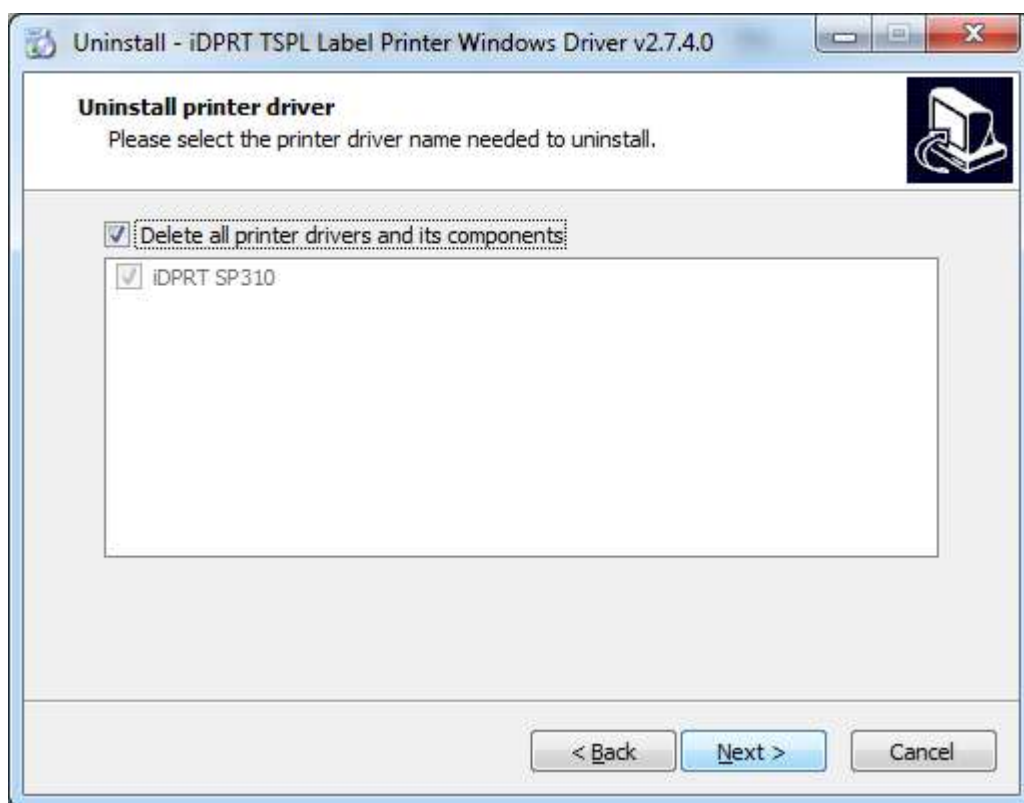 Uninstall - iDPRT TSPL Label Printer Windows Driver v2.7.4.0
Uninstall printer driver
Please select the printer driver name needed to uninstall.
Delete all printer drivers and its components
iDPRT SP310
< Back
Next >
Cancel